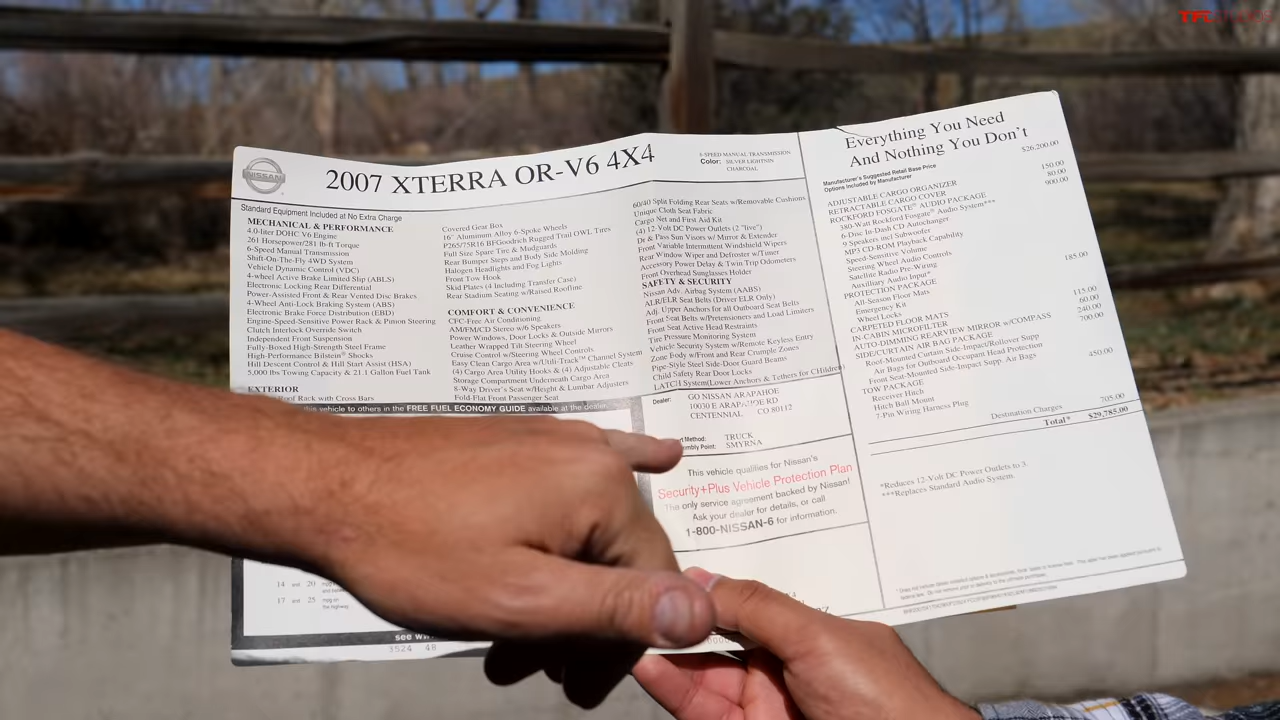 TFLSTUDIOS
NISSAN
2007 XTERRA OR-V6 4X4
6-SPEED MANUAL TRANSMISSION
Color: SILVER LIGHTNIN
CHARCOAL
Standard Equipment Included at No Extra Charge
MECHANICAL & PERFORMANCE
4.0-liter DOHC V6 Engine
261 Horsepower/281 lb-ft Torque
6-Speed Manual Transmission
Shift-On-The-Fly 4WD System
Vehicle Dynamic Control (VDC)
4-wheel Active Brake Limited Slip (ABLS)
Electronic Locking Rear Differential
Power-Assisted Front & Rear Vented Disc Brakes
4-Wheel Anti-Lock Braking System (ABS)
Electronic Brake Force Distribution (EBD)
Engine-Speed-Sensitive Power Rack & Pinion Steering
Clutch Interlock Override Switch
Independent Front Suspension
Fully-Boxed High-Strength Steel Frame
High-Performance Bilstein® Shocks
Hill Descent Control & Hill Start Assist (HSA)
5,000 lbs Towing Capacity & 21.1 Gallon Fuel Tank
EXTERIOR
Roof Rack with Cross Bars
Covered Gear Box
16" Aluminum-Alloy 6-Spoke Wheels
P265/75R16 BFGoodrich Rugged Trail OWL Tires
Full Size Spare Tire & Mudguards
Rear Bumper Steps and Body Side Molding
Halogen Headlights and Fog Lights
Front Tow Hook
Skid Plates (4 Including Transfer Case)
Rear Stadium Seating w/Raised Roofline
COMFORT & CONVENIENCE
CFC-Free Air Conditioning
AM/FM/CD Stereo w/6 Speakers
Power Windows, Door Locks & Outside Mirrors
Leather Wrapped Tilt Steering Wheel
Cruise Control w/Steering Wheel Controls
Easy Clean Cargo Area w/Utili-Track™ Channel System
(4) Cargo Area Utility Hooks & (4) Adjustable Cleats
Storage Compartment Underneath Cargo Area
8-Way Driver's Seat w/Height & Lumbar Adjusters
Fold-Flat Front Passenger Seat
60/40 Split Folding Rear Seats w/Removable Cushions
Unique Cloth Seat Fabric
Cargo Net and First Aid Kit
(4) 12-Volt DC Power Outlets (2 "live")
Dr & Pass Sun Visors w/ Mirror & Extender
Front Variable Intermittent Windshield Wipers
Rear Window Wiper and Defroster w/Timer
Accessory Power Delay & Twin Trip Odometers
Front Overhead Sunglasses Holder
SAFETY & SECURITY
Nissan Adv. Airbag System (AABS)
ALR/ELR Seat Belts (Driver ELR Only)
Adj. Upper Anchors for all Outboard Seat Belts
Front Seat Belts w/Pretensioners and Load Limiters
Front Seat Active Head Restraints
Tire Pressure Monitoring System
Vehicle Security System w/Remote Keyless Entry
Zone Body w/Front and Rear Crumple Zones
Pipe-Style Steel Side-Door Guard Beams
Child Safety Rear Door Locks
LATCH System(Lower Anchors & Tethers for CHildren)
this vehicle to others in the FREE FUEL ECONOMY GUIDE available at the dealer.
Dealer: GO NISSAN ARAPAHOE
10030 E ARAPAHOE RD
CENTENNIAL CO 80112
Method: TRUCK
Point: SMYRNA
This vehicle qualifies for Nissan's
Security+Plus Vehicle Protection Plan
The only service agreement backed by Nissan!
Ask your dealer for details, or call
1-800-NISSAN-6 for information.
14 and 20
17 and 25 mpg on
the highway
see
3524 4B
Everything You Need
And Nothing You Don't
Manufacturer's Suggested Retail Base Price $26,200.00
Options Included by Manufacturer
ADJUSTABLE CARGO ORGANIZER 150.00
RETRACTABLE CARGO COVER 80.00
ROCKFORD FOSGATE® AUDIO PACKAGE 900.00
380-Watt Rockford Fosgate® Audio System***
6-Disc In-Dash CD Autochanger
9 Speakers incl Subwoofer
MP3 CD-ROM Playback Capability
Speed-Sensitive Volume
Steering Wheel Audio Controls
Satellite Radio Pre-Wiring
Auxiliary Audio Input*
PROTECTION PACKAGE 185.00
All-Season Floor Mats
Emergency Kit
Wheel Locks
CARPETED FLOOR MATS 115.00
IN-CABIN MICROFILTER 60.00
AUTO-DIMMING REARVIEW MIRROR w/COMPASS 240.00
SIDE/CURTAIN AIR BAG PACKAGE 700.00
Roof-Mounted Curtain Side-Impact/Rollover Supp
Air Bags for Outboard Occupant Head Protection
Front Seat-Mounted Side-Impact Supp. Air Bags
TOW PACKAGE 450.00
Receiver Hitch
Hitch Ball Mount
7-Pin Wiring Harness Plug
Destination Charges 705.00
Total* $29,785.00
*Reduces 12-Volt DC Power Outlets to 3.
***Replaces Standard Audio System.